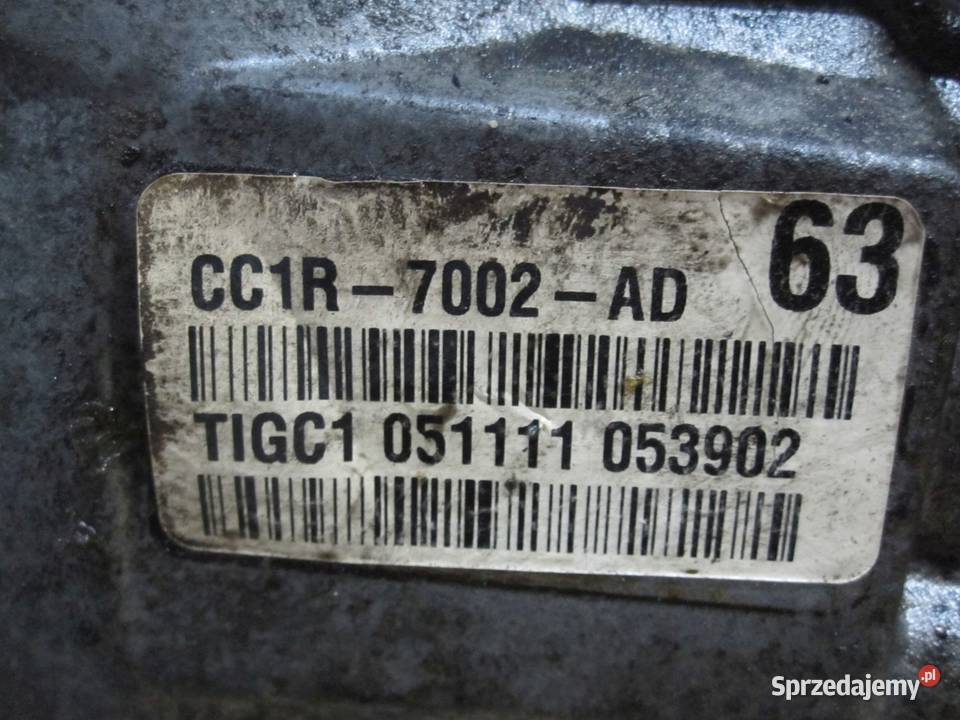 63
CC1R-7002-AD
TIGC1 051111 053902
Sprzedajemy.pl